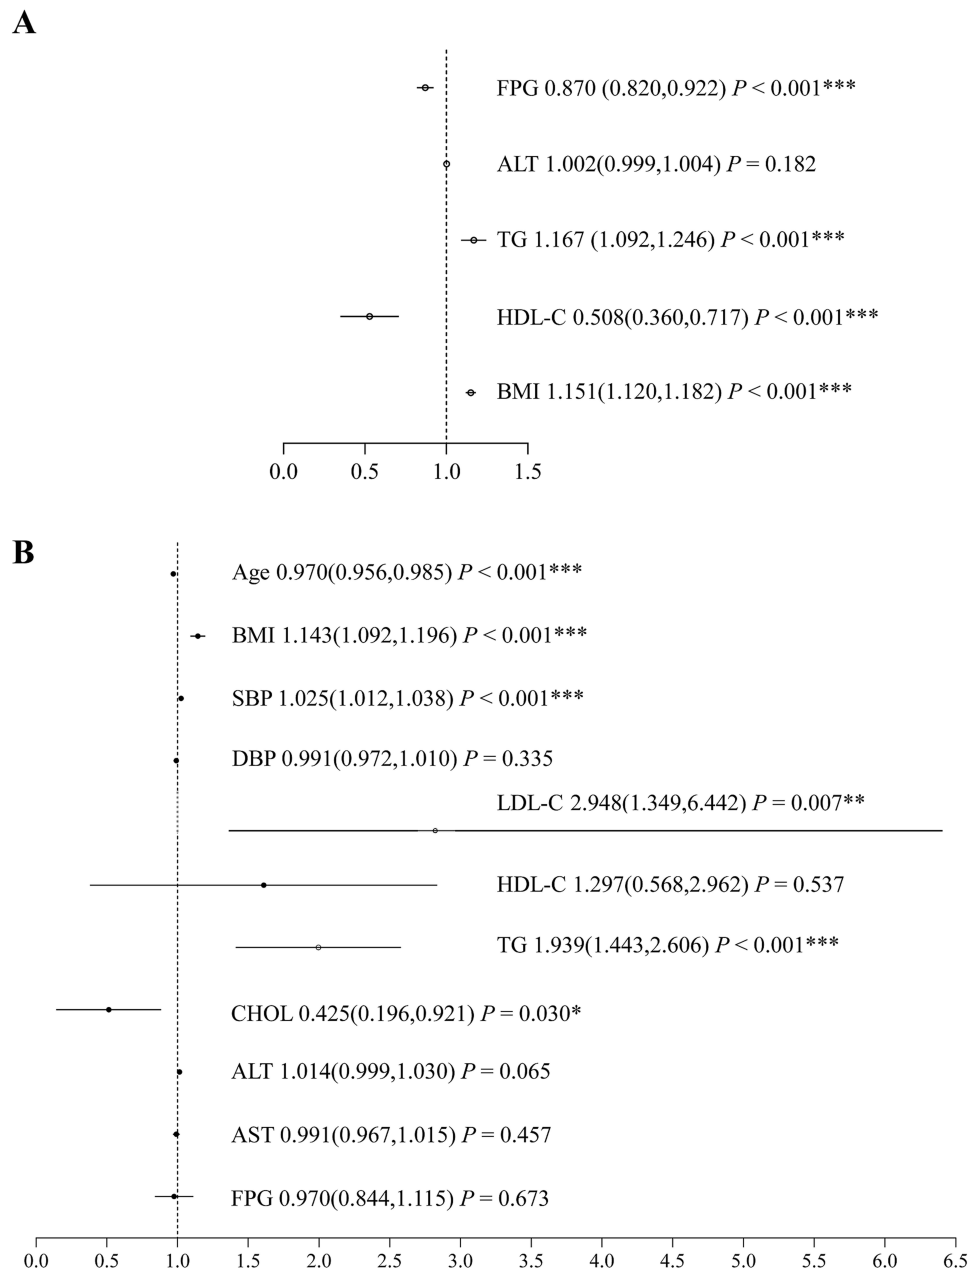 A
FPG 0.870 (0.820,0.922) P < 0.001***
ALT 1.002(0.999,1.004) P = 0.182
TG 1.167 (1.092,1.246) P < 0.001***
HDL-C 0.508(0.360,0.717) P < 0.001***
BMI 1.151(1.120,1.182) P < 0.001***
0.0 0.5 1.0 1.5
B
Age 0.970(0.956,0.985) P < 0.001***
BMI 1.143(1.092,1.196) P < 0.001***
SBP 1.025(1.012,1.038) P < 0.001***
DBP 0.991(0.972,1.010) P = 0.335
LDL-C 2.948(1.349,6.442) P = 0.007**
HDL-C 1.297(0.568,2.962) P = 0.537
TG 1.939(1.443,2.606) P < 0.001***
CHOL 0.425(0.196,0.921) P = 0.030*
ALT 1.014(0.999,1.030) P = 0.065
AST 0.991(0.967,1.015) P = 0.457
FPG 0.970(0.844,1.115) P = 0.673
0.0 0.5 1.0 1.5 2.0 2.5 3.0 3.5 4.0 4.5 5.0 5.5 6.0 6.5